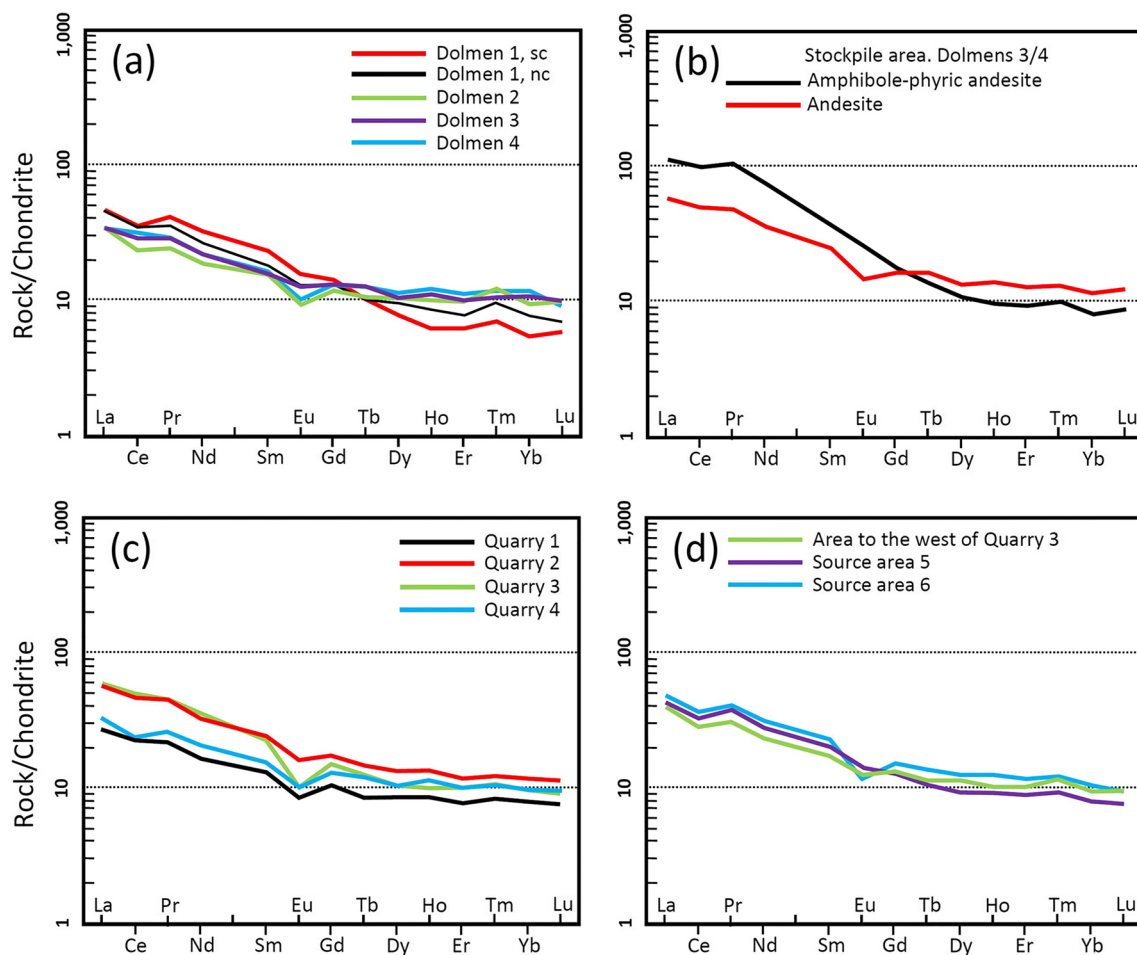 (a)
Dolmen 1, sc
Dolmen 1, nc
Dolmen 2
Dolmen 3
Dolmen 4
Rock/Chondrite
1,000
100
10
1
La Pr Eu Tb Ho Tm Lu
Ce Nd Sm Gd Dy Er Yb
(b)
Stockpile area. Dolmens 3/4
Amphibole-phyric andesite
Andesite
1,000
100
10
1
La Pr Eu Tb Ho Tm Lu
Ce Nd Sm Gd Dy Er Yb
(c)
Quarry 1
Quarry 2
Quarry 3
Quarry 4
Rock/Chondrite
1,000
100
10
1
La Pr Eu Tb Ho Tm Lu
Ce Nd Sm Gd Dy Er Yb
(d)
Area to the west of Quarry 3
Source area 5
Source area 6
1,000
100
10
1
La Pr Eu Tb Ho Tm Lu
Ce Nd Sm Gd Dy Er Yb